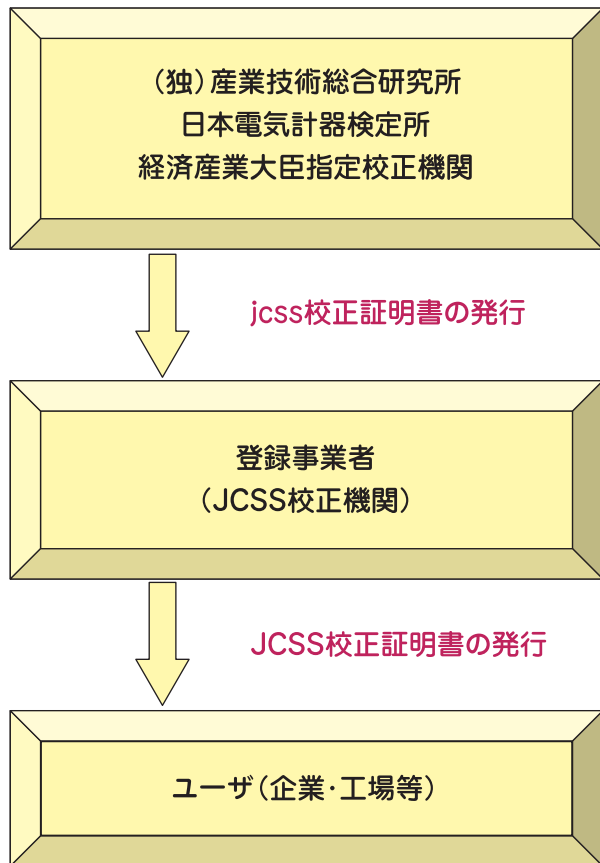 （独）産業技術総合研究所
日本電気計器検定所
経済産業大臣指定校正機関
jcss校正証明書の発行
登録事業者
（JCSS校正機関）
JCSS校正証明書の発行
ユーザ（企業・工場等）